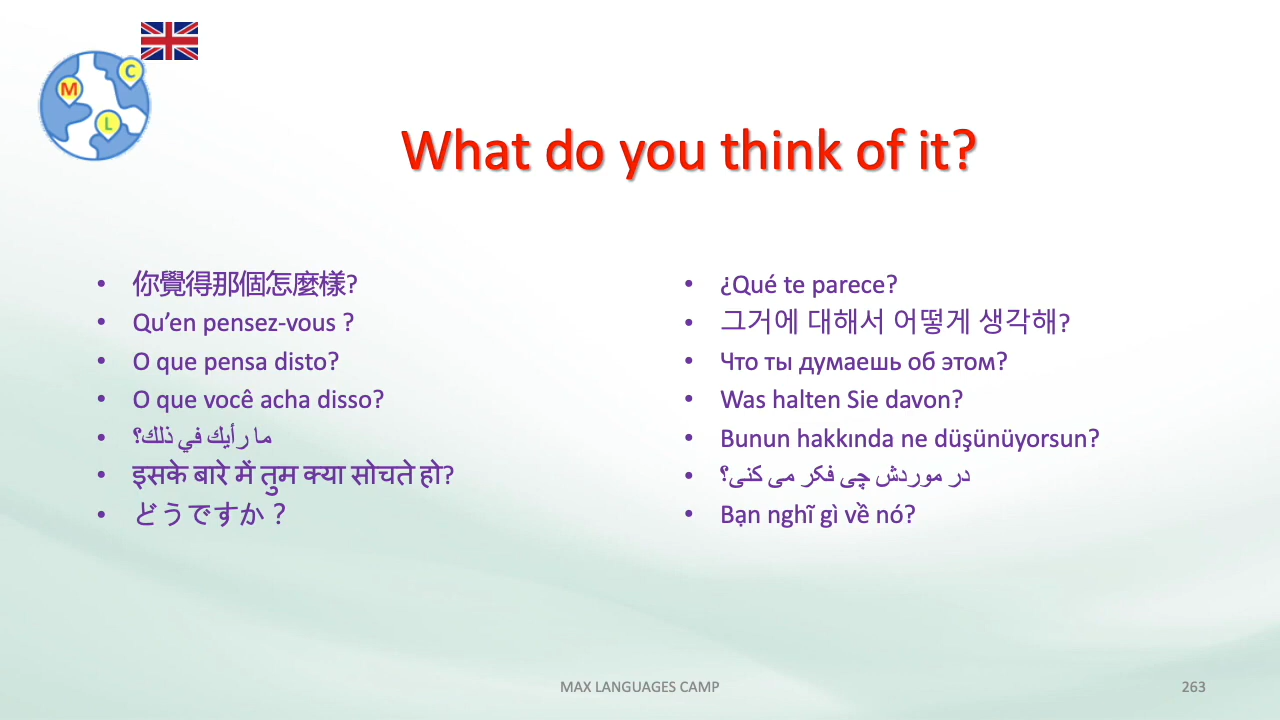 M
C
L
What do you think of it?
• 你覺得那個怎麼樣?
• Qu’en pensez-vous ?
• O que pensa disto?
• O que você acha disso?
• ما رأيك في ذلك؟
• इसके बारे में तुम क्या सोचते हो?
• どうですか？
• ¿Qué te parece?
• 그거에 대해서 어떻게 생각해?
• Что ты думаешь об этом?
• Was halten Sie davon?
• Bunun hakkında ne düşünüyorsun?
• در موردش چی فکر می کنی؟
• Bạn nghĩ gì về nó?
MAX LANGUAGES CAMP
263